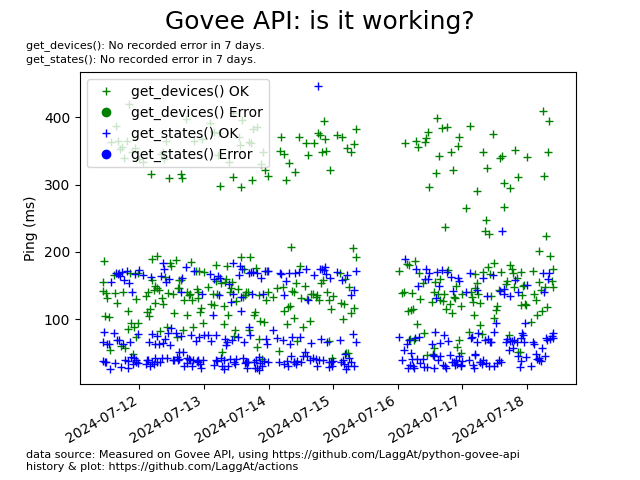 Govee API: is it working?
get_devices(): No recorded error in 7 days.
get_states(): No recorded error in 7 days.
get_devices() OK
get_devices() Error
get_states() OK
get_states() Error
Ping (ms)
400
300
200
100
2024-07-12
2024-07-13
2024-07-14
2024-07-15
2024-07-16
2024-07-17
2024-07-18
data source: Measured on Govee API, using https://github.com/LaggAt/python-govee-api
history & plot: https://github.com/LaggAt/actions